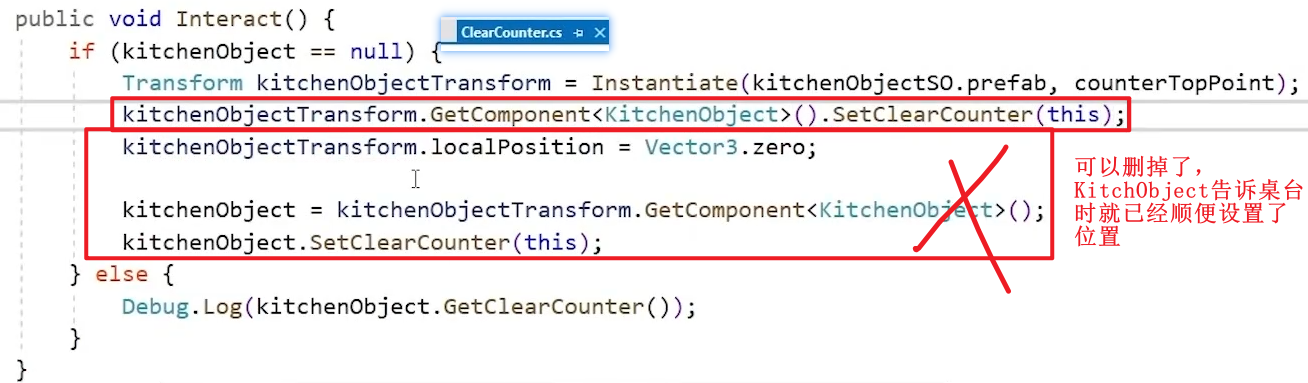 public void Interact() {
ClearCounter.cs
if (kitchenObject == null) {
Transform kitchenObjectTransform = Instantiate(kitchenObjectSO.prefab, counterTopPoint);
kitchenObjectTransform.GetComponent<KitchenObject>().SetClearCounter(this);
kitchenObjectTransform.localPosition = Vector3.zero;
kitchenObject = kitchenObjectTransform.GetComponent<KitchenObject>();
kitchenObject.SetClearCounter(this);
可以删掉了，
KitchObject告诉桌台
时就已经顺便设置了
位置
} else {
Debug.Log(kitchenObject.GetClearCounter());
}
}